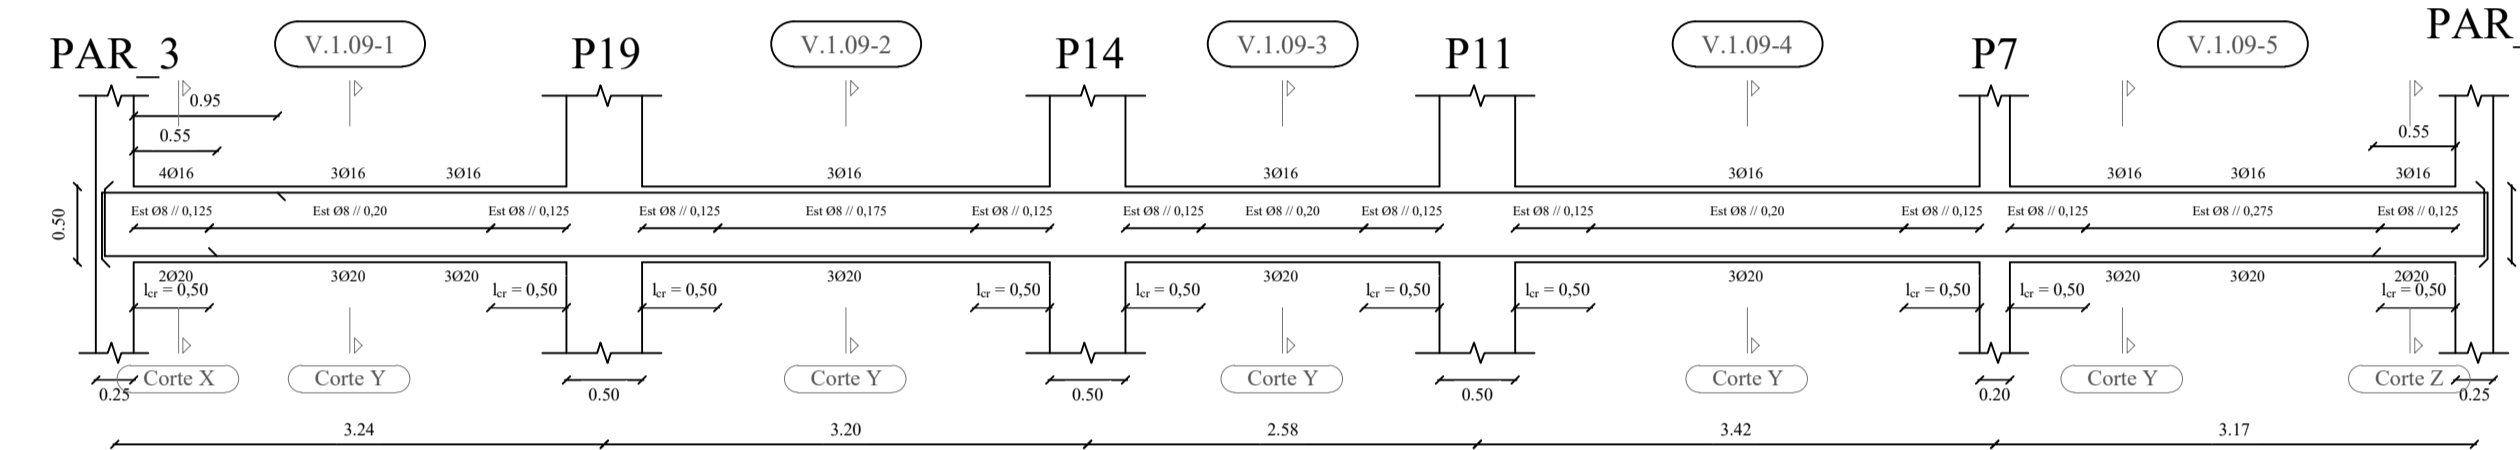 PAR_3 V.1.09-1 P19 V.1.09-2 P14 V.1.09-3 P11 V.1.09-4 P7 V.1.09-5 PAR_
0.95
0.55 0.55
4Ø16 3Ø16 3Ø16 3Ø16 3Ø16 3Ø16 3Ø16 3Ø16 3Ø16
0.50
Est Ø8 // 0,125 Est Ø8 // 0,20 Est Ø8 // 0,125 Est Ø8 // 0,125 Est Ø8 // 0,175 Est Ø8 // 0,125 Est Ø8 // 0,125 Est Ø8 // 0,20 Est Ø8 // 0,125 Est Ø8 // 0,125 Est Ø8 // 0,20 Est Ø8 // 0,125 Est Ø8 // 0,125 Est Ø8 // 0,275 Est Ø8 // 0,125
2Ø20 3Ø20 3Ø20 3Ø20 3Ø20 3Ø20 3Ø20 3Ø20 2Ø20
lcr = 0,50 lcr = 0,50 lcr = 0,50 lcr = 0,50 lcr = 0,50 lcr = 0,50 lcr = 0,50 lcr = 0,50 lcr = 0,50 lcr = 0,50
Corte X Corte Y Corte Y Corte Y Corte Y Corte Y Corte Z
0.25 0.50 0.50 0.50 0.20 0.25
3.24 3.20 2.58 3.42 3.17